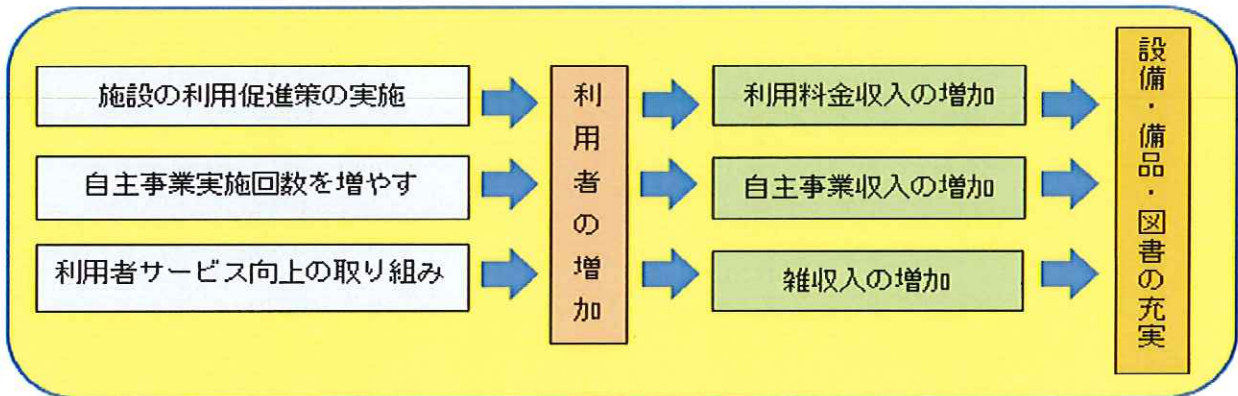 施設の利用促進策の実施
自主事業実施回数を増やす
利用者サービス向上の取り組み
利用者の増加
利用料金収入の増加
自主事業収入の増加
雑収入の増加
設備・備品・図書の充実